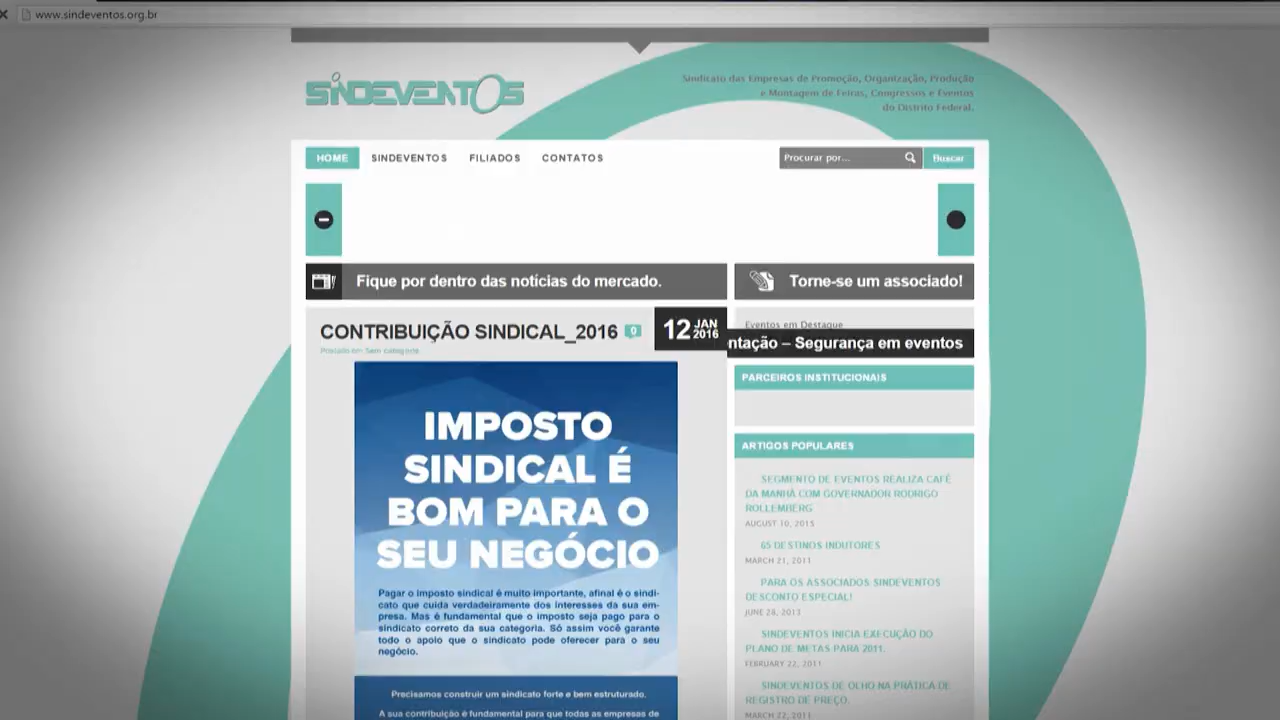 www.sindeventos.org.br
SINDEVENTOS
Sindicato das Empresas de Promoção, Organização, Produção
e Montagem de Feiras, Congressos e Eventos
do Distrito Federal.
HOME SINDEVENTOS FILIADOS CONTATOS
Procurar por... Buscar
Fique por dentro das notícias do mercado.
Torne-se um associado!
CONTRIBUIÇÃO SINDICAL_2016 0
12 JAN 2016
Postado em Sem categoria
IMPOSTO
SINDICAL É
BOM PARA O
SEU NEGÓCIO
Pagar o imposto sindical é muito importante, afinal é o sindi-
cato que cuida verdadeiramente dos interesses da sua em-
presa. Mas é fundamental que o imposto seja pago para o
sindicato correto da sua categoria. Só assim você garante
todo o apoio que o sindicato pode oferecer para o seu
negócio.
Precisamos construir um sindicato forte e bem estruturado.
A sua contribuição é fundamental para que todas as empresas de
Eventos em Destaque
ntação – Segurança em eventos
PARCEIROS INSTITUCIONAIS
ARTIGOS POPULARES
SEGMENTO DE EVENTOS REALIZA CAFÉ
DA MANHÃ COM GOVERNADOR RODRIGO
ROLLEMBERG
AUGUST 10, 2015
65 DESTINOS INDUTORES
MARCH 21, 2011
PARA OS ASSOCIADOS SINDEVENTOS
DESCONTO ESPECIAL!
JUNE 28, 2013
SINDEVENTOS INICIA EXECUÇÃO DO
PLANO DE METAS PARA 2011.
FEBRUARY 22, 2011
SINDEVENTOS DE OLHO NA PRÁTICA DE
REGISTRO DE PREÇO.
MARCH 22, 2011